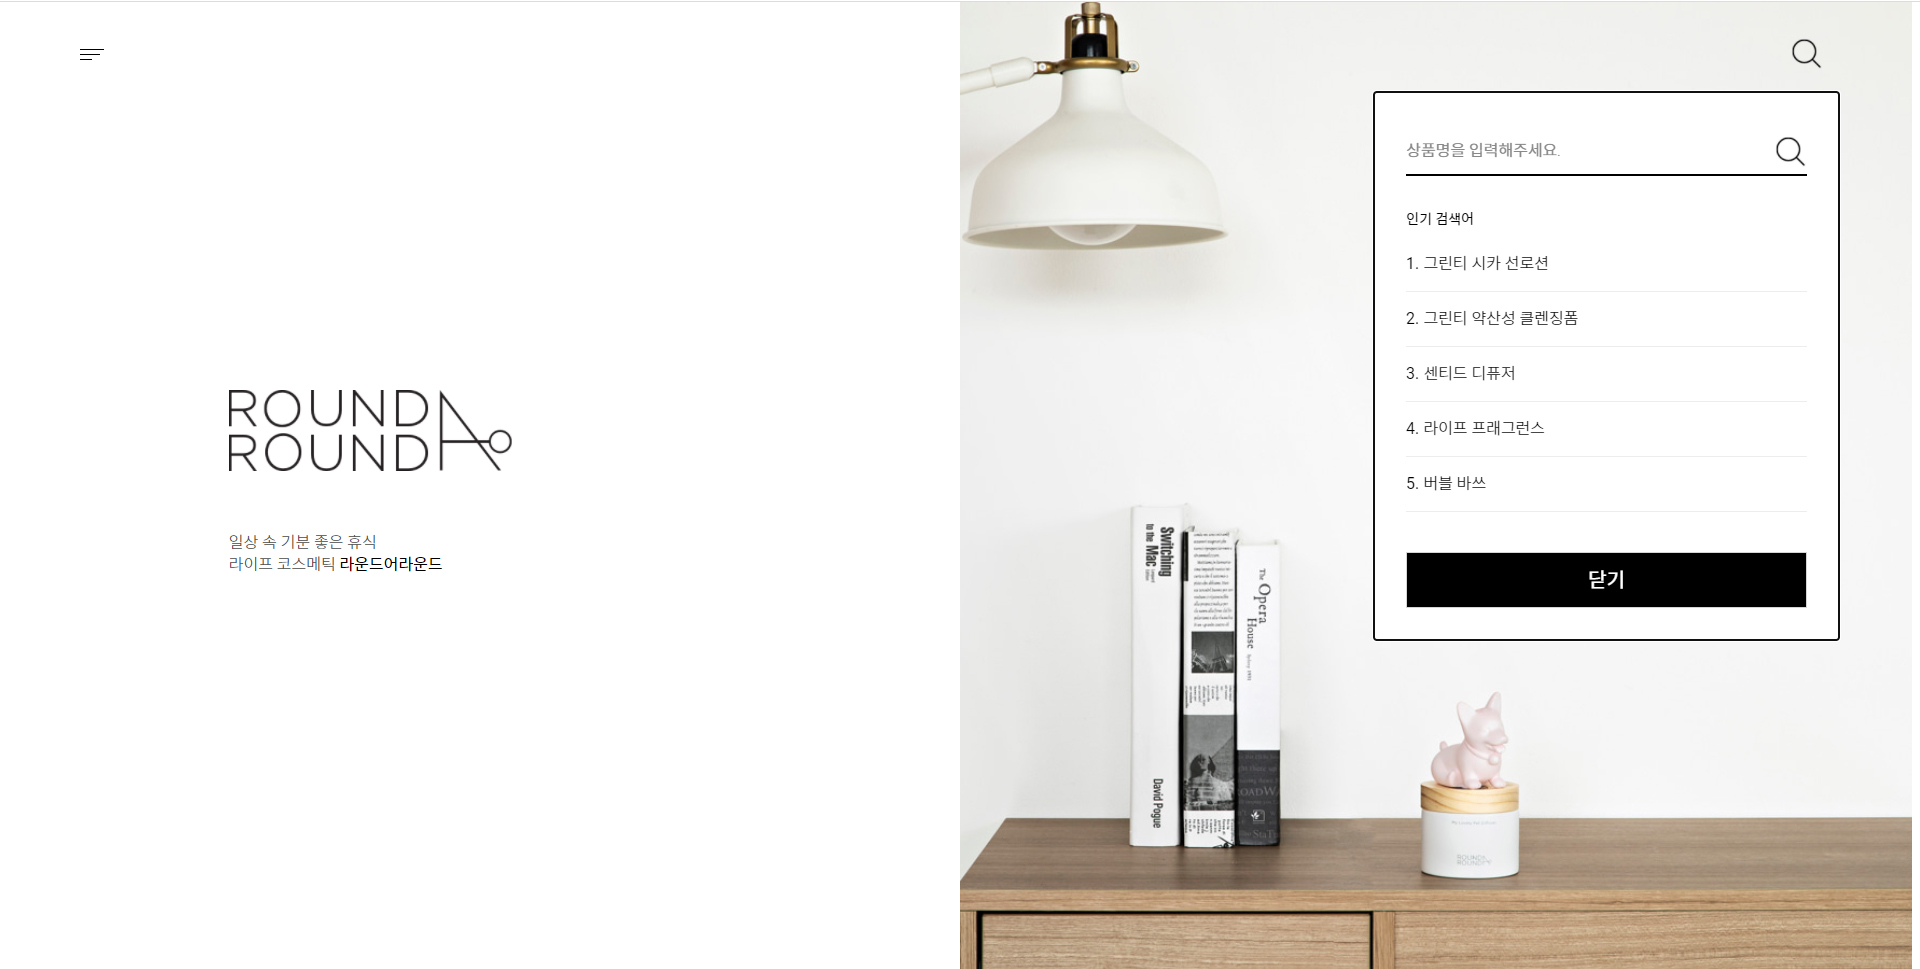 ROUND A
ROUND
일상 속 기분 좋은 휴식
라이프 코스메틱 라운드어라운드
상품명을 입력해주세요.
인기 검색어
1. 그린티 시카 선로션
2. 그린티 약산성 클렌징폼
3. 센티드 디퓨저
4. 라이프 프래그런스
5. 버블 바쓰
닫기
Switching
to the Mac
David Pogue
The Opera
House
ROUND A
ROUND